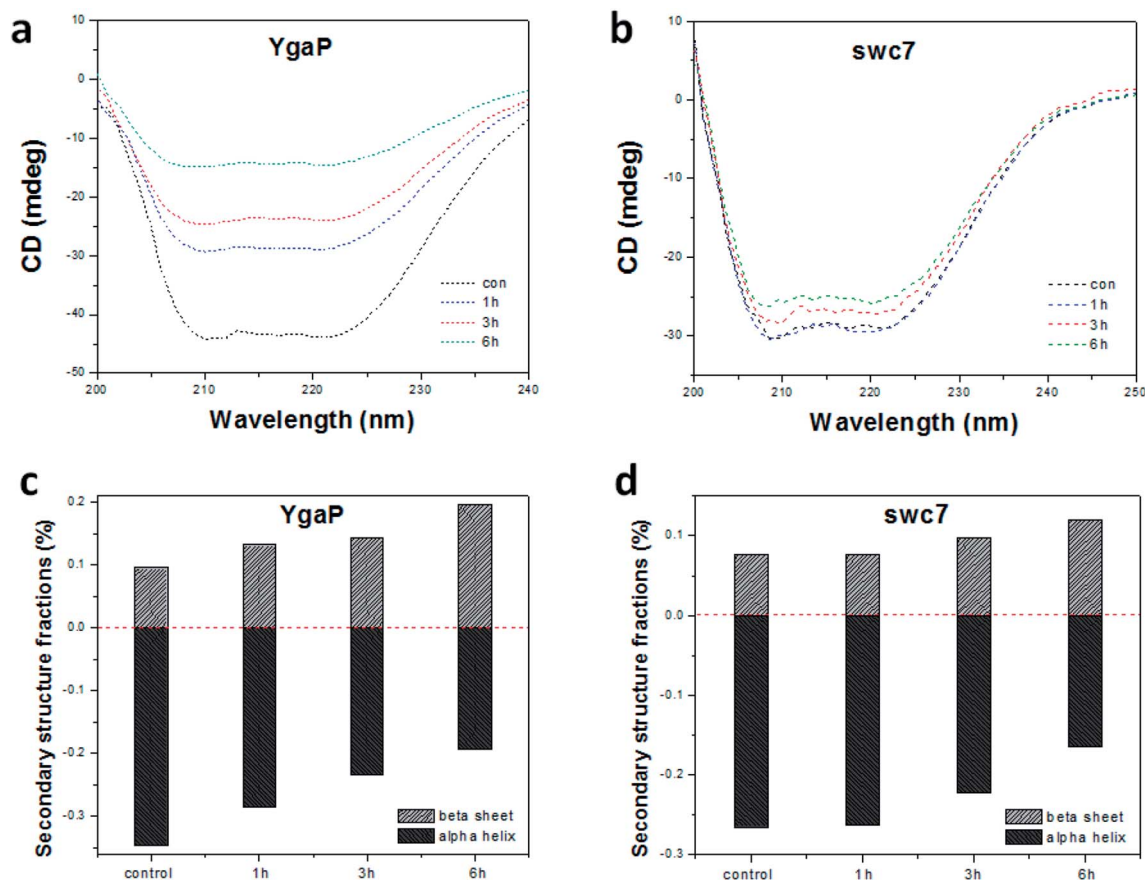 a
YgaP
CD (mdeg)
10
0
-10
-20
-30
-40
-50
con
1h
3h
6h
200
210
220
230
240
Wavelength (nm)
b
swc7
CD (mdeg)
10
0
-10
-20
-30
con
1h
3h
6h
200
210
220
230
240
250
Wavelength (nm)
c
YgaP
Secondary structure fractions (%)
0.2
0.1
0.0
-0.1
-0.2
-0.3
beta sheet
alpha helix
control
1h
3h
6h
d
swc7
Secondary structure fractions (%)
0.1
0.0
-0.1
-0.2
-0.3
beta sheet
alpha helix
control
1h
3h
6h